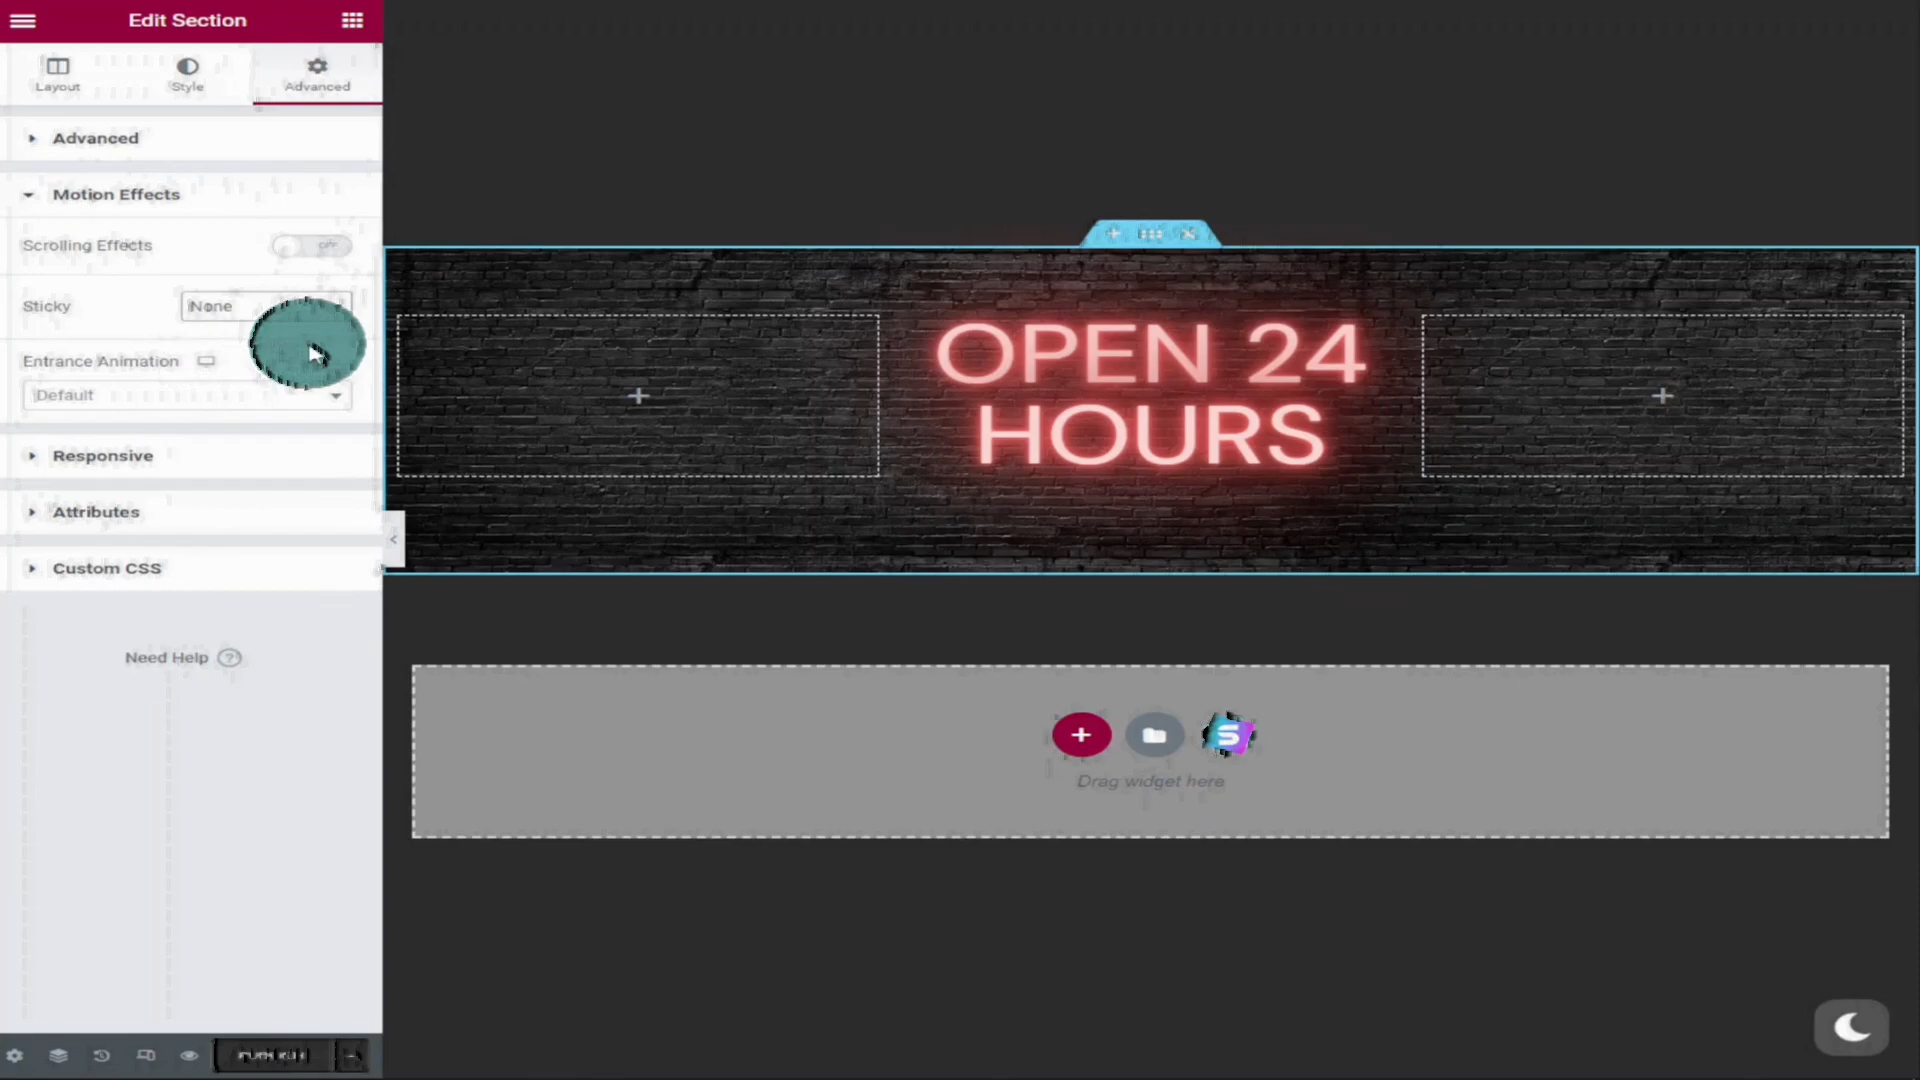 Edit Section
Layout
Style
Advanced
Advanced
Motion Effects
Scrolling Effects
OFF
Sticky
None
Entrance Animation
Default
Responsive
Attributes
Custom CSS
Need Help ?
OPEN 24
HOURS
Drag widget here